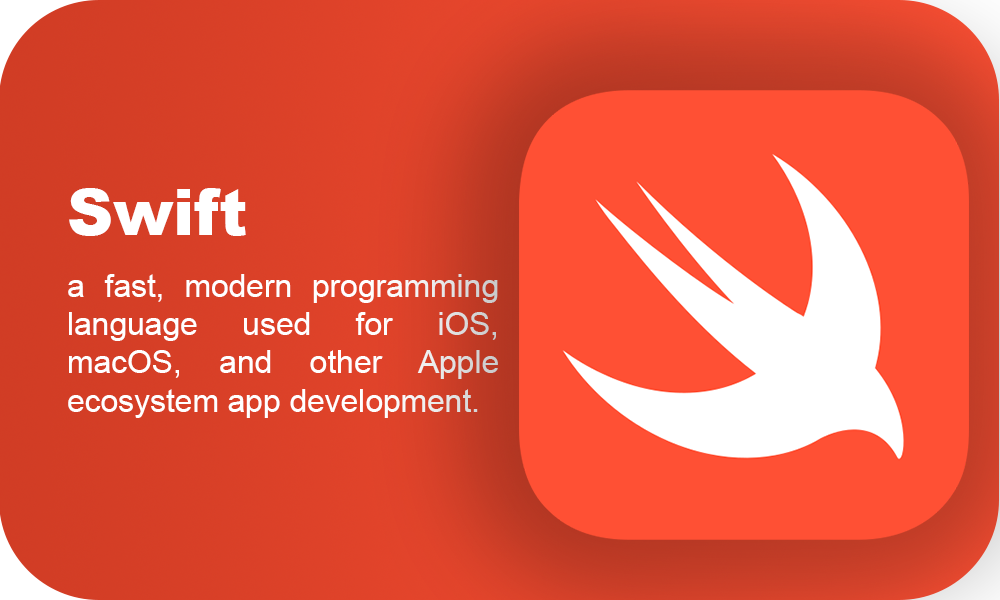 Swift
a fast, modern programming
language used for iOS,
macOS, and other Apple
ecosystem app development.